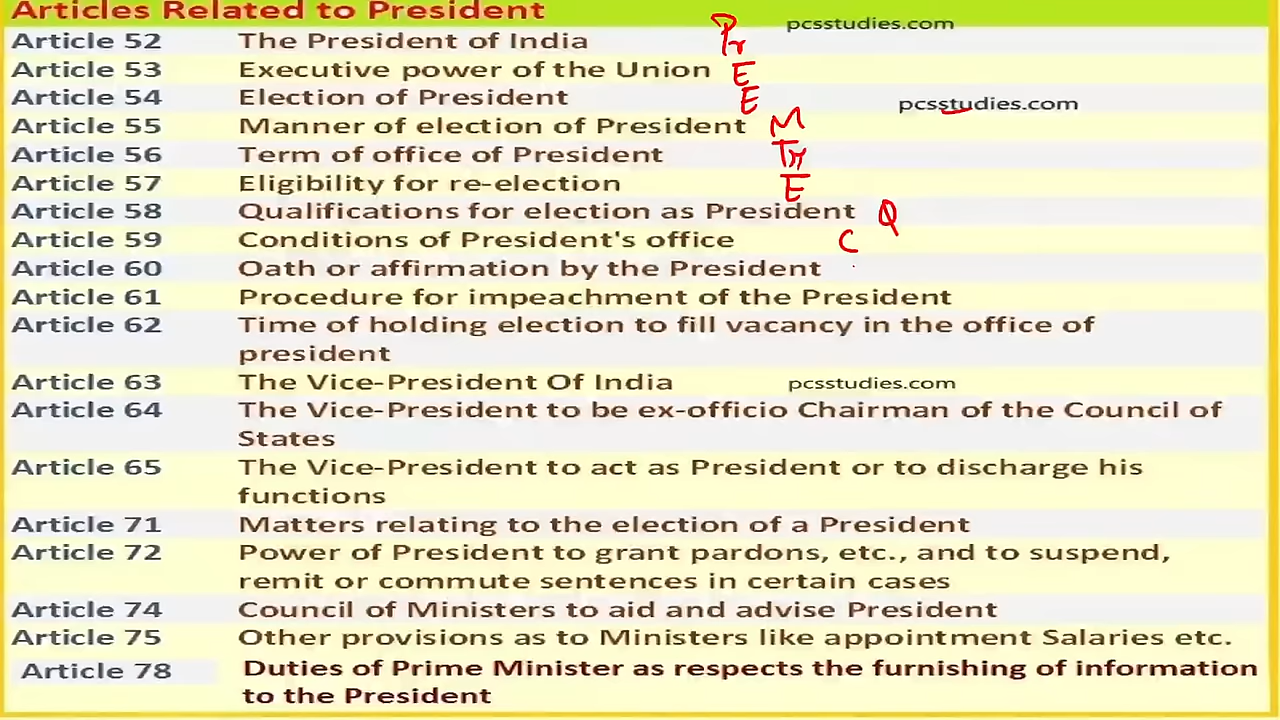 Articles Related to President
pcsstudies.com
Article 52 The President of India Pr
Article 53 Executive power of the Union E
Article 54 Election of President E
pcsstudies.com
Article 55 Manner of election of President M
Article 56 Term of office of President Tr
Article 57 Eligibility for re-election E
Article 58 Qualifications for election as President Q
Article 59 Conditions of President's office C
Article 60 Oath or affirmation by the President
Article 61 Procedure for impeachment of the President
Article 62 Time of holding election to fill vacancy in the office of
president
Article 63 The Vice-President Of India pcsstudies.com
Article 64 The Vice-President to be ex-officio Chairman of the Council of
States
Article 65 The Vice-President to act as President or to discharge his
functions
Article 71 Matters relating to the election of a President
Article 72 Power of President to grant pardons, etc., and to suspend,
remit or commute sentences in certain cases
Article 74 Council of Ministers to aid and advise President
Article 75 Other provisions as to Ministers like appointment Salaries etc.
Article 78 Duties of Prime Minister as respects the furnishing of information
to the President